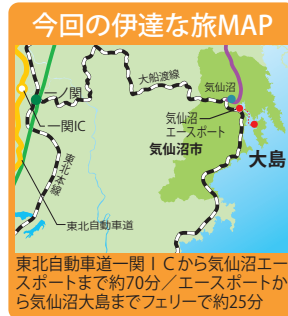 今回の伊達な旅MAP
大船渡線
一ノ関
気仙沼
一関IC
気仙沼
エースポート
気仙沼市
大島
東北本線
東北自動車道
東北自動車道一関ＩＣから気仙沼エー
スポートまで約70分／エースポートか
ら気仙沼大島までフェリーで約25分